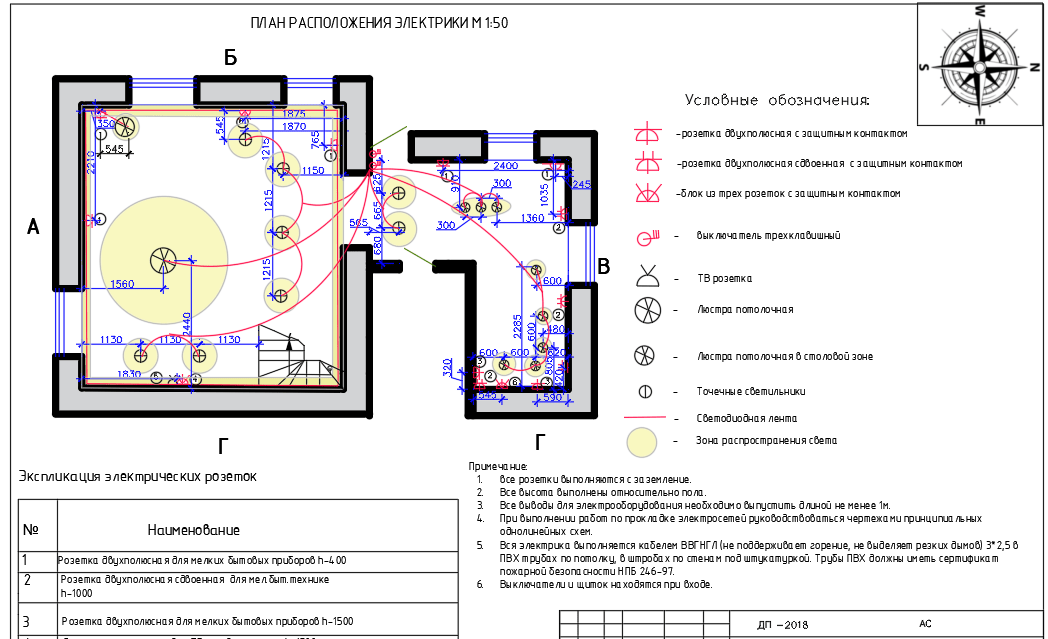 ПЛАН РАСПОЛОЖЕНИЯ ЭЛЕКТРИКИ М 1:50
W
S
N
E
Б
А
В
Г
Г
350
545
2210
545
1875
1870
765
1215
1150
1215
1215
1560
2440
1130
1130
1130
1830
625
665
565
680
2400
910
300
1035
245
300
1360
600
2285
600
480
600
600
620
805
420
320
545
590
Условные обозначения:
-розетка двухполюсная с защитным контактом
-розетка двухполюсная сдвоенная с защитным контактом
-блок из трех розеток с защитным контактом
- выключатель трехклавишный
- ТВ розетка
- Люстра потолочная
- Люстра потолочная в столовой зоне
- Точечные светильники
- Светодиодная лента
- Зона распространения света
Экспликация электрических розеток
№ Наименование
1 Розетка двухполюсная для мелких бытовых приборов h-400
2 Розетка двухполюсная сдвоенная для мел.быт.технике
h-1000
3 Розетка двухполюсная для мелких бытовых приборов h-1500
Примечание:
1. все розетки выполняются с заземление.
2. Все высота выполнены относительно пола.
3. Все выводы для электрооборудования необходимо выпустить длиной не менее 1м.
4. При выполнении работ по прокладке электросетей руководствоваться чертежами принципиальных
однолинейных схем.
5. Вся электрика выполняется кабелем ВВГНГЛ (не поддерживает горение, не выделяет резких дымов) 3*2,5 в
ПВХ трубах по потолку, в штробах по стенам под штукатуркой. Трубы ПВХ должны иметь сертификат
пожарной безопасности НПБ 246-97.
6. Выключатели и щиток находятся при входе.
ДП -2018
АС